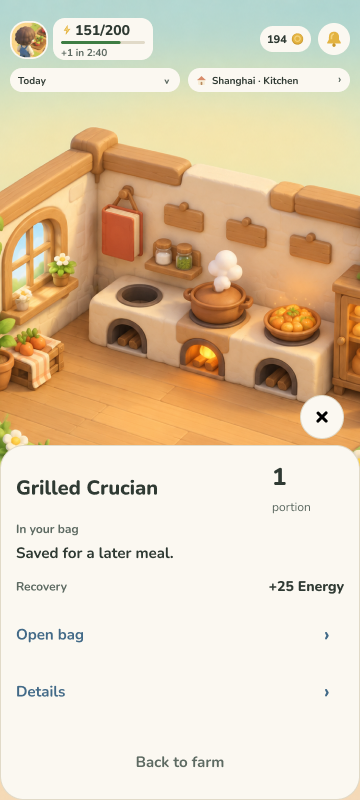 151/200
+1 in 2:40
194
Today
Shanghai · Kitchen
Grilled Crucian
1
portion
In your bag
Saved for a later meal.
Recovery
+25 Energy
Open bag
Details
Back to farm